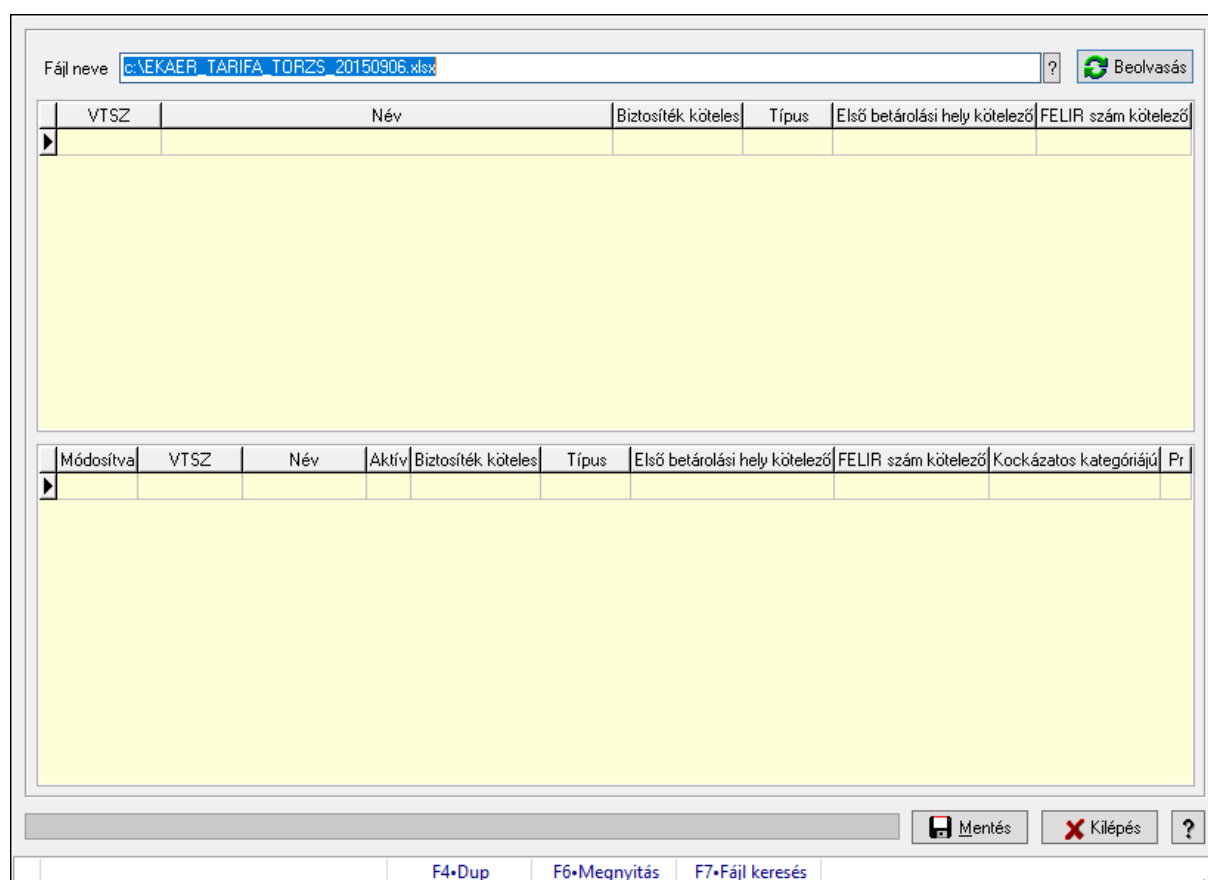 Fájl neve c:\EKAER_TARIFA_TORZS_20150906.xlsx ? Beolvasás
VTSZ Név Biztosíték köteles Típus Első betárolási hely kötelező FELIR szám kötelező
Módosítva VTSZ Név Aktív Biztosíték köteles Típus Első betárolási hely kötelező FELIR szám kötelező Kockázatos kategóriájú Pr
Mentés Kilépés ?
F4•Dup F6•Megnyitás F7•Fájl keresés